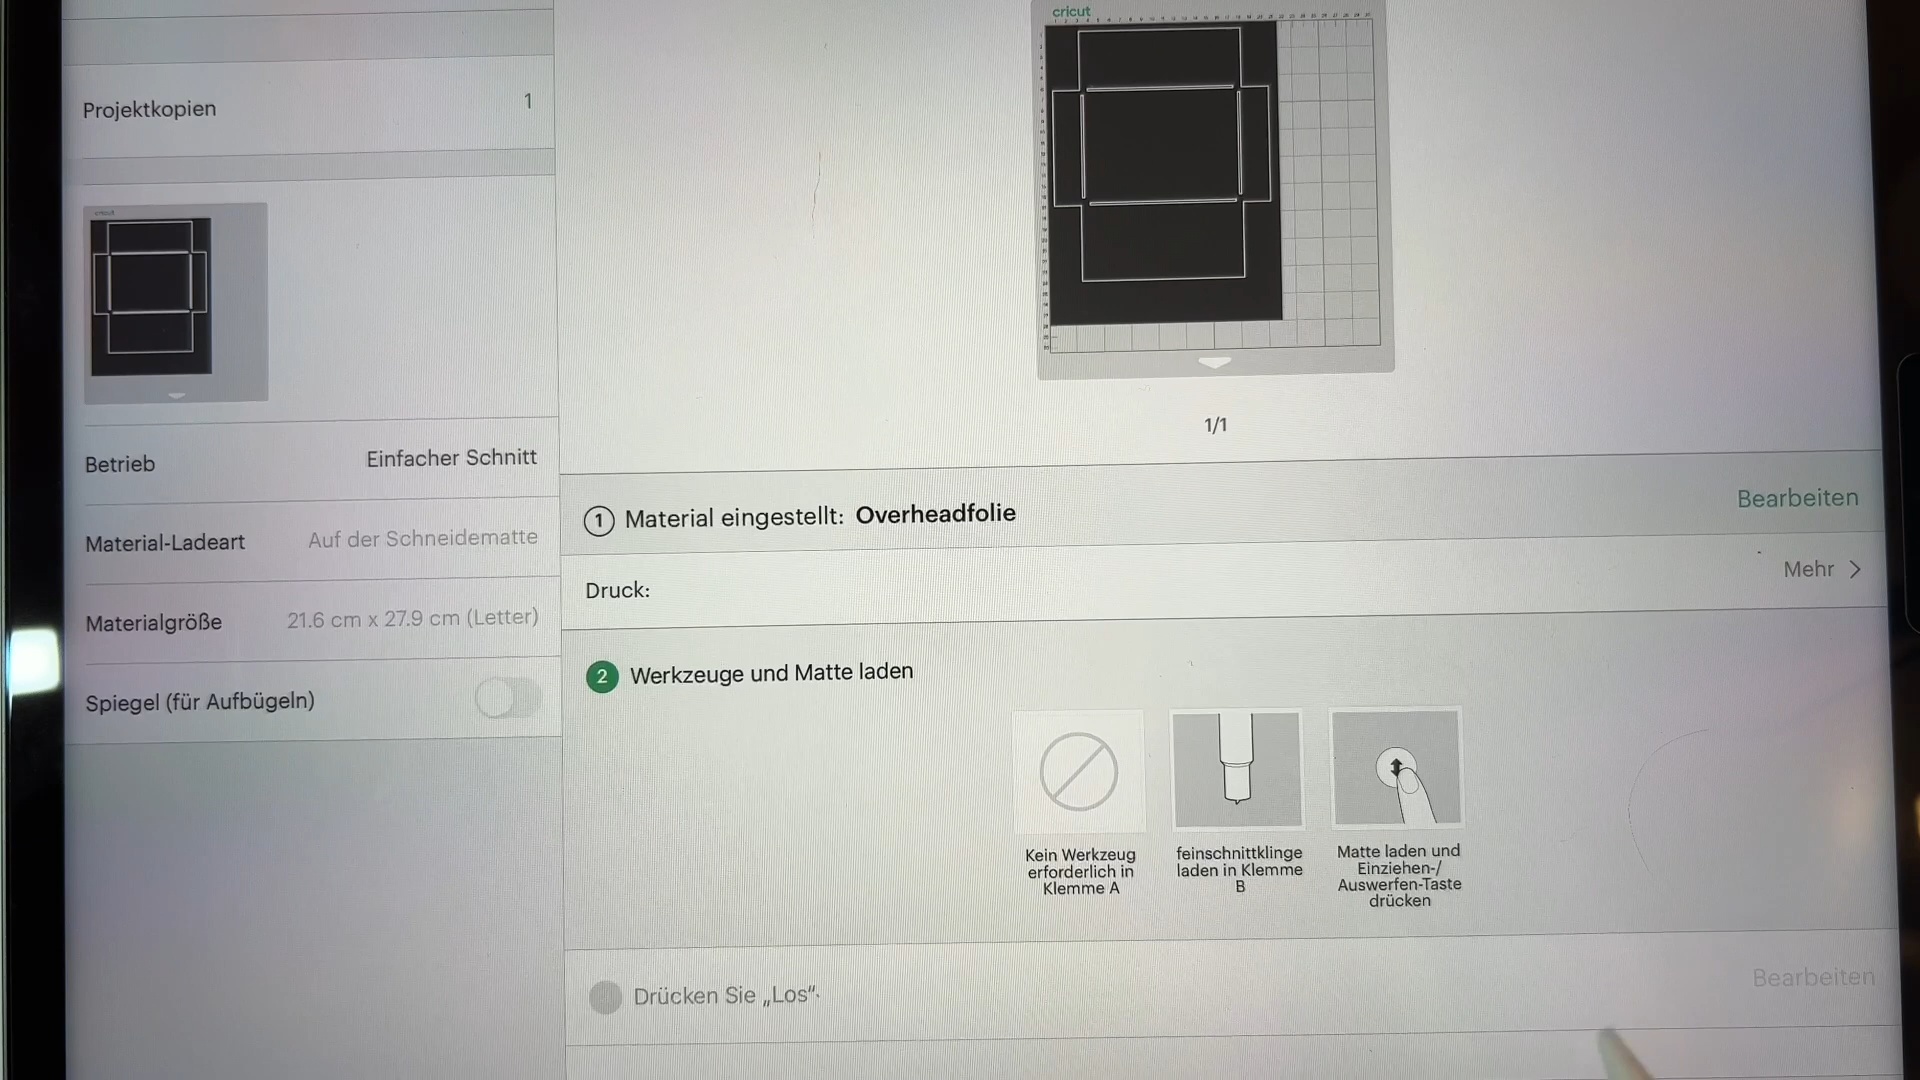 cricut
Projektkopien 1
cricut
Betrieb Einfacher Schnitt
Material-Ladeart Auf der Schneidematte
Materialgröße 21.6 cm x 27.9 cm (Letter)
Spiegel (für Aufbügeln)
1/1
1 Material eingestellt: Overheadfolie Bearbeiten
Druck: Mehr
2 Werkzeuge und Matte laden
Kein Werkzeug
erforderlich in
Klemme A
feinschnittklinge
laden in Klemme
B
Matte laden und
Einziehen-/
Auswerfen-Taste
drücken
Drücken Sie „Los“. Bearbeiten